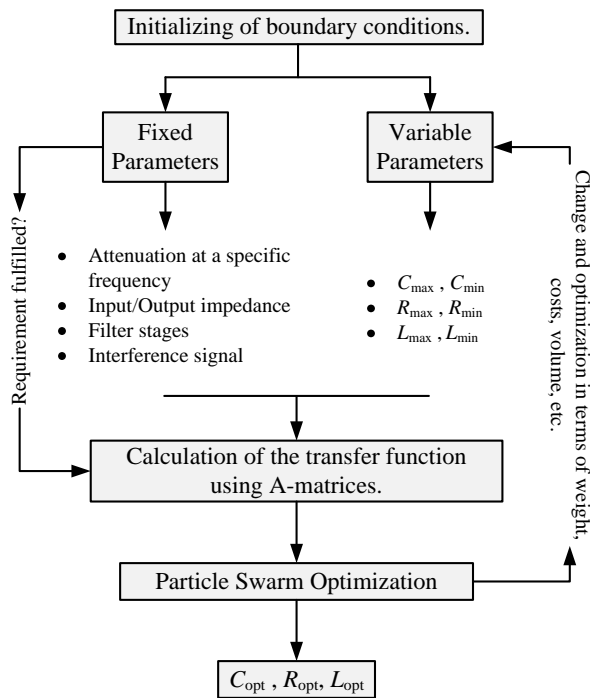 Initializing of boundary conditions.
Fixed
Parameters
Variable
Parameters
Requirement fulfilled?
• Attenuation at a specific
frequency
• Input/Output impedance
• Filter stages
• Interference signal
• Cmax , Cmin
• Rmax , Rmin
• Lmax , Lmin
Change and optimization in terms of weight,
costs, volume, etc.
Calculation of the transfer function
using A-matrices.
Particle Swarm Optimization
Copt , Ropt, Lopt